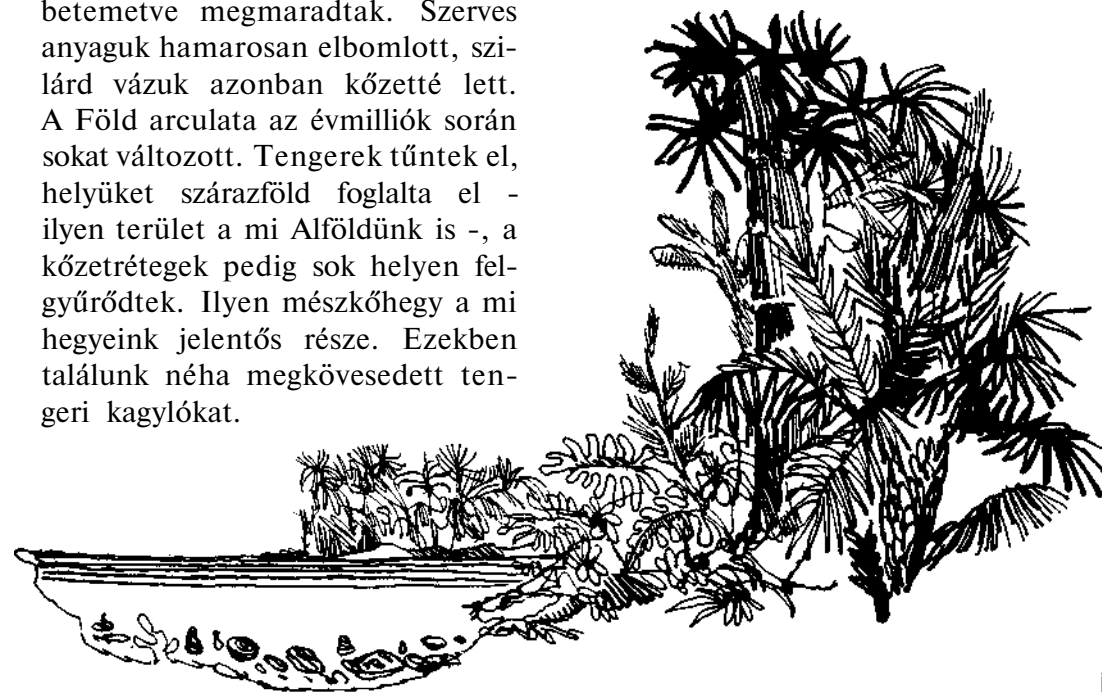 betemetve megmaradtak. Szerves
anyaguk hamarosan elbomlott, szi-
lárd vázuk azonban kőzetté lett.
A Föld arculata az évmilliók során
sokat változott. Tengerek tűntek el,
helyüket szárazföld foglalta el -
ilyen terület a mi Alföldünk is -, a
kőzetrétegek pedig sok helyen fel-
gyűrődtek. Ilyen mészkőhegy a mi
hegyeink jelentős része. Ezekben
találunk néha megkövesedett ten-
geri kagylókat.